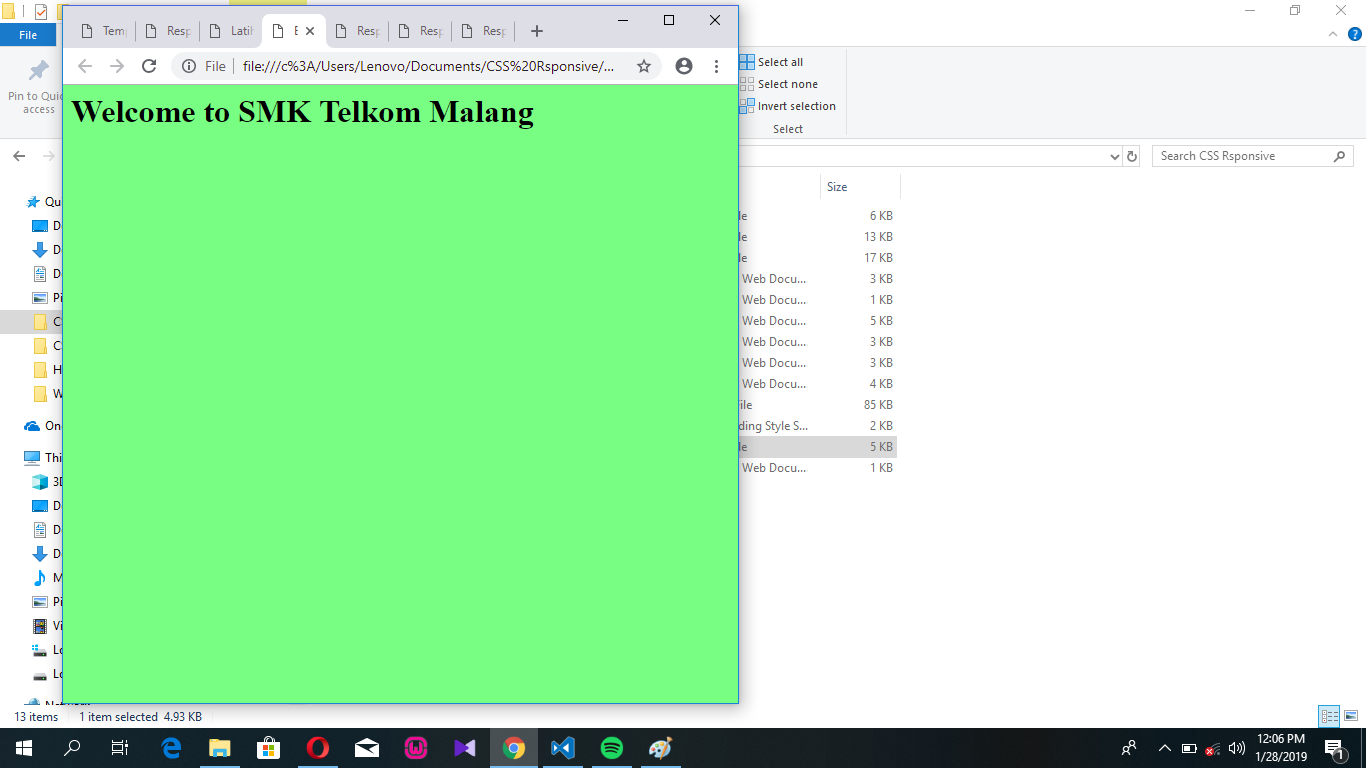 Temp
Resp
Latih
E
Resp
Resp
Resp
File
file:///c%3A/Users/Lenovo/Documents/CSS%20Rsponsive/...
Welcome to SMK Telkom Malang
File
Pin to Quic
access
Select all
Select none
Invert selection
Select
Search CSS Rsponsive
Size
Qu
D
D
D
Pi
C
C
H
W
On
Thi
3D
D
D
D
M
Pi
Vi
Lo
Lo
le 6 KB
le 13 KB
le 17 KB
Web Docu... 3 KB
Web Docu... 1 KB
Web Docu... 5 KB
Web Docu... 3 KB
Web Docu... 3 KB
Web Docu... 4 KB
ile 85 KB
ding Style S... 2 KB
le 5 KB
Web Docu... 1 KB
13 items 1 item selected 4.93 KB
12:06 PM
1/28/2019
1